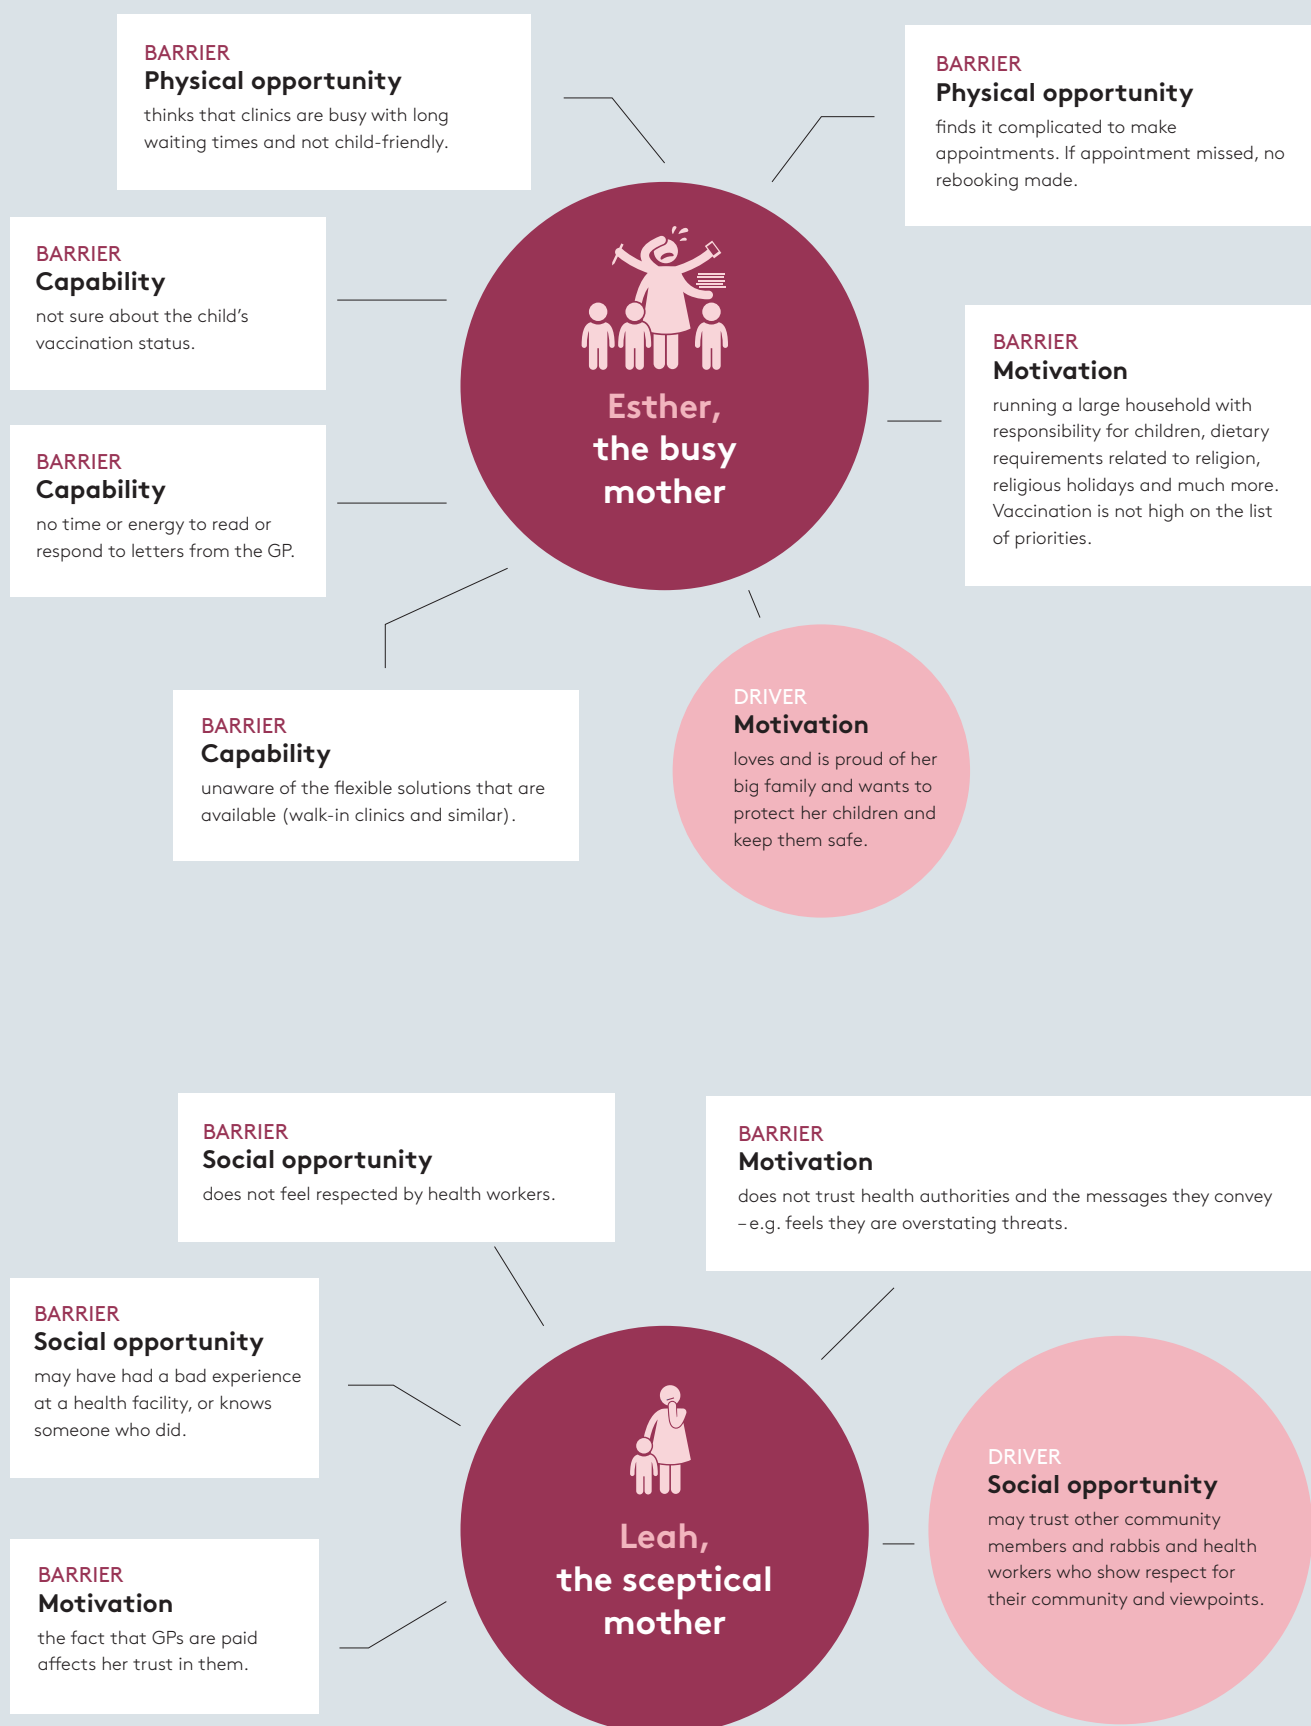 BARRIER
Physical opportunity
thinks that clinics are busy with long
waiting times and not child-friendly.
BARRIER
Physical opportunity
finds it complicated to make
appointments. If appointment missed, no
rebooking made.
BARRIER
Capability
not sure about the child’s
vaccination status.
BARRIER
Motivation
running a large household with
responsibility for children, dietary
requirements related to religion,
religious holidays and much more.
Vaccination is not high on the list
of priorities.
Esther,
the busy
mother
BARRIER
Capability
no time or energy to read or
respond to letters from the GP.
BARRIER
Capability
unaware of the flexible solutions that are
available (walk-in clinics and similar).
DRIVER
Motivation
loves and is proud of her
big family and wants to
protect her children and
keep them safe.
BARRIER
Social opportunity
does not feel respected by health workers.
BARRIER
Motivation
does not trust health authorities and the messages they convey
– e.g. feels they are overstating threats.
BARRIER
Social opportunity
may have had a bad experience
at a health facility, or knows
someone who did.
Leah,
the sceptical
mother
DRIVER
Social opportunity
may trust other community
members and rabbis and health
workers who show respect for
their community and viewpoints.
BARRIER
Motivation
the fact that GPs are paid
affects her trust in them.